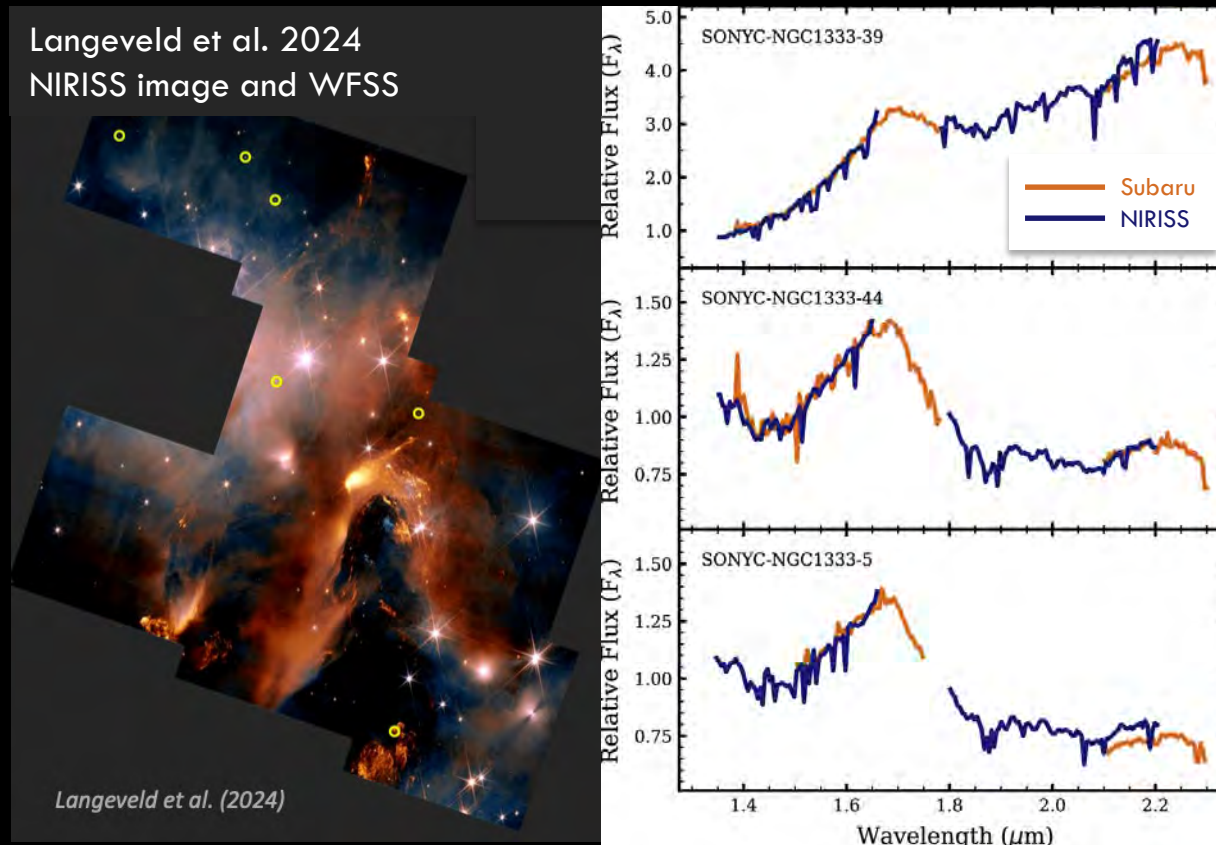 Langeveld et al. 2024
NIRISS image and WFSS
Langeveld et al. (2024)
SONYC-NGC1333-39
Relative Flux (Fλ)
5.0
4.0
3.0
2.0
1.0
Subaru
NIRISS
SONYC-NGC1333-44
Relative Flux (Fλ)
1.50
1.25
1.00
0.75
SONYC-NGC1333-5
Relative Flux (Fλ)
1.50
1.25
1.00
0.75
1.4 1.6 1.8 2.0 2.2
Wavelength (μm)